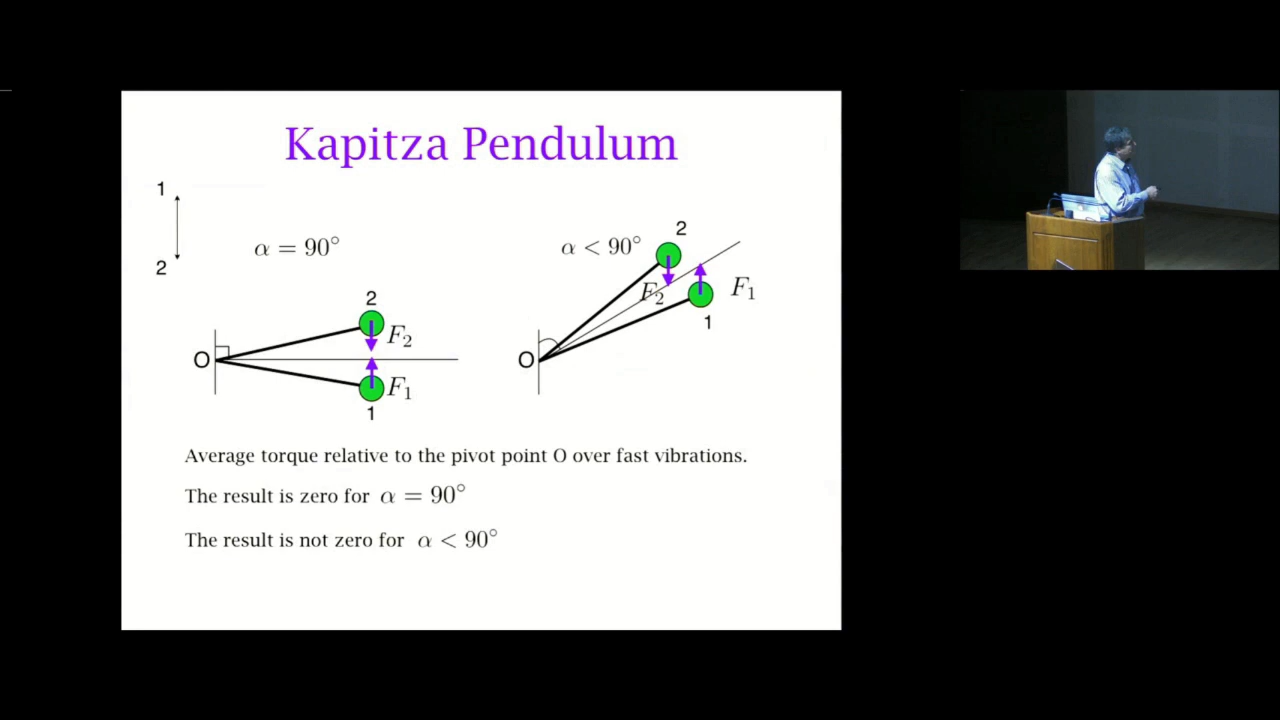 Kapitza Pendulum
1
2
α = 90°
2
F₂
O
F₁
1
α < 90°
2
F₂
F₁
O
1
Average torque relative to the pivot point O over fast vibrations.
The result is zero for α = 90°
The result is not zero for α < 90°